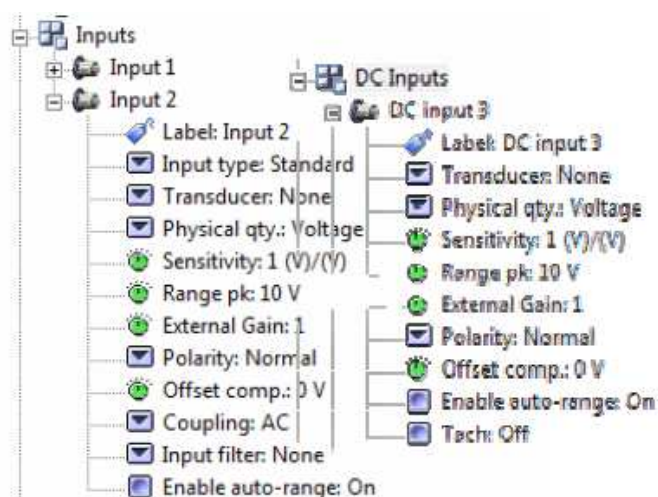 Inputs
Input 1
Input 2
Label: Input 2
Input type: Standard
Transducer: None
Physical qty.: Voltage
Sensitivity: 1 (V)/(V)
Range pk: 10 V
External Gain: 1
Polarity: Normal
Offset comp.: 0 V
Coupling: AC
Input filter: None
Enable auto-range: On
DC Inputs
DC input 3
Label: DC input 3
Transducer: None
Physical qty.: Voltage
Sensitivity: 1 (V)/(V)
Range pk: 10 V
External Gain: 1
Polarity: Normal
Offset comp.: 0 V
Enable auto-range: On
Tach: Off